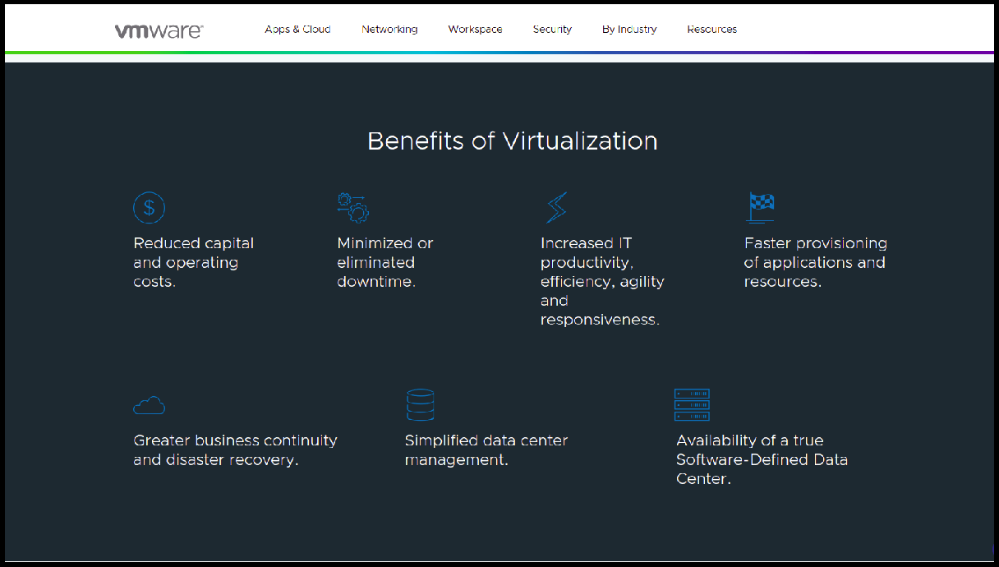 vmware®
Apps & Cloud
Networking
Workspace
Security
By Industry
Resources
Benefits of Virtualization
$
Reduced capital
and operating
costs.
Minimized or
eliminated
downtime.
Increased IT
productivity,
efficiency, agility
and
responsiveness.
Faster provisioning
of applications and
resources.
Greater business continuity
and disaster recovery.
Simplified data center
management.
Availability of a true
Software-Defined Data
Center.